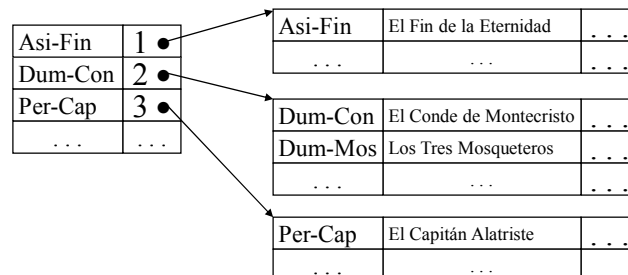 Asi-Fin 1
Dum-Con 2
Per-Cap 3
. . . . . .
Asi-Fin El Fin de la Eternidad . . .
. . . . . . . . .
Dum-Con El Conde de Montecristo . . .
Dum-Mos Los Tres Mosqueteros . . .
. . . . . . . . .
Per-Cap El Capitán Alatriste . . .
. . . . . . . . .